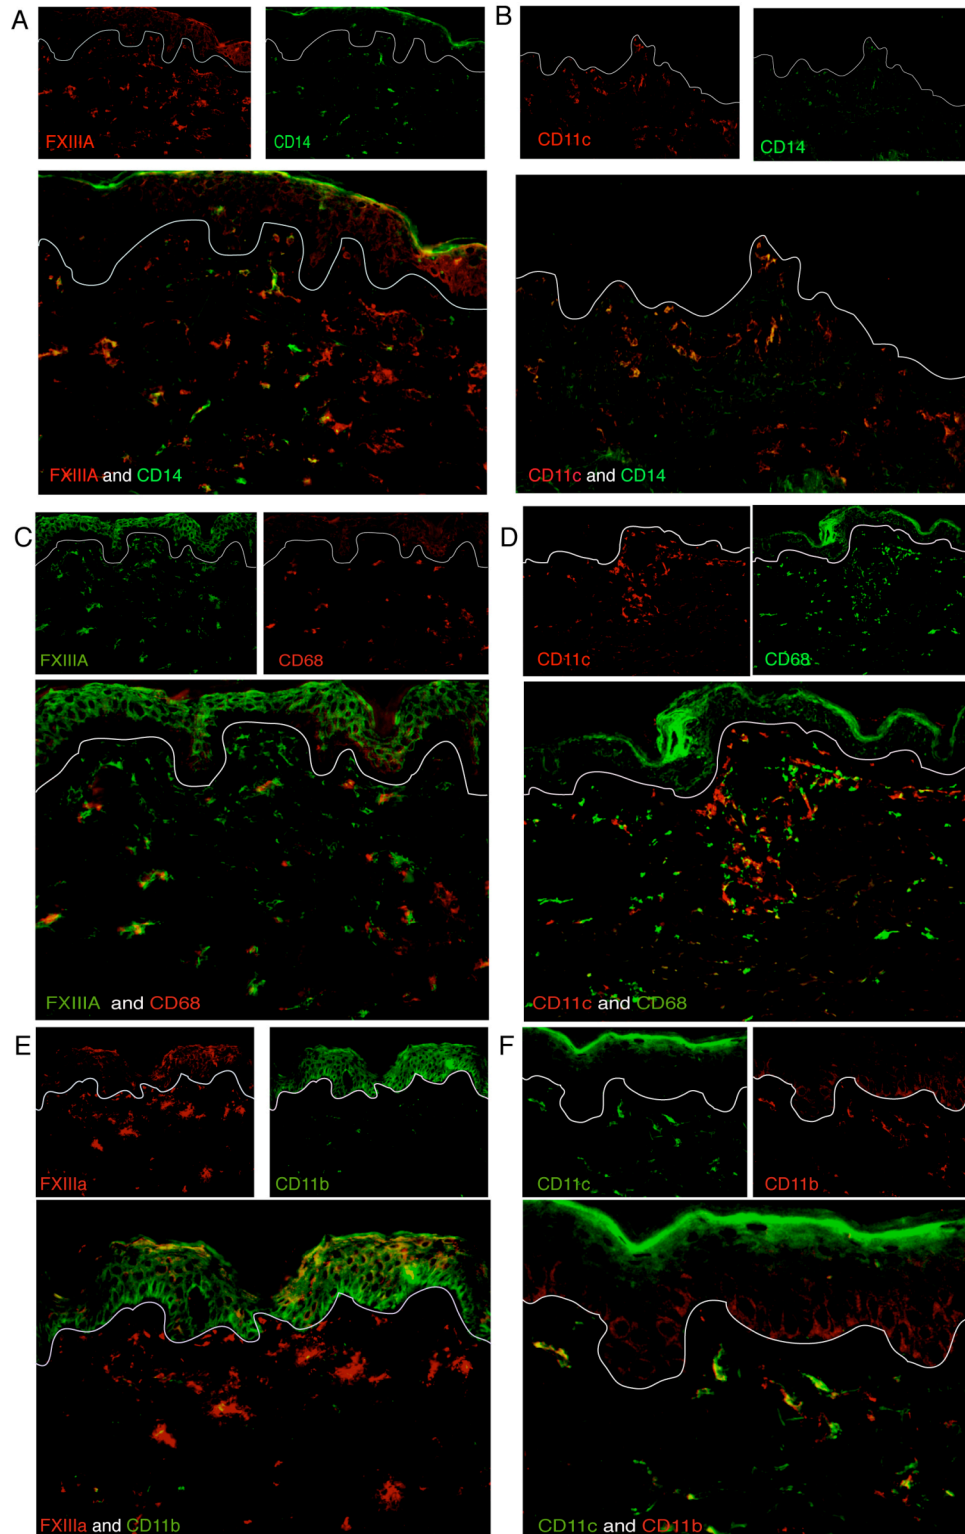 A
FXIIIA
CD14
FXIIIA and CD14
B
CD11c
CD14
CD11c and CD14
C
FXIIIA
CD68
FXIIIA and CD68
D
CD11c
CD68
CD11c and CD68
E
FXIIIa
CD11b
FXIIIa and CD11b
F
CD11c
CD11b
CD11c and CD11b